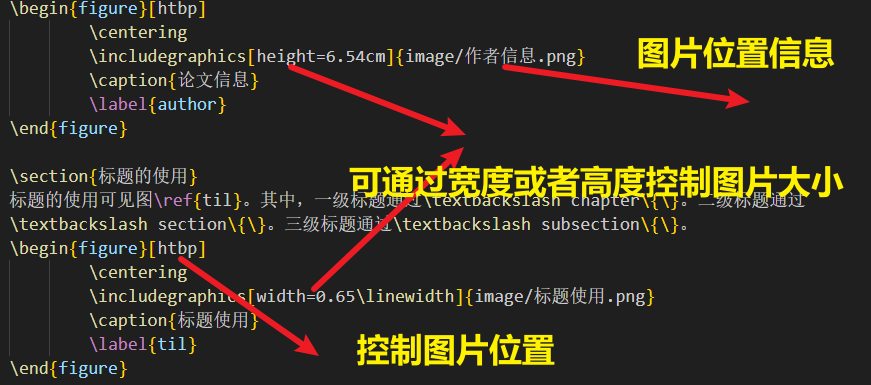 \begin{figure}[htbp]
\centering
\includegraphics[height=6.54cm]{image/作者信息.png}
图片位置信息
\caption{论文信息}
\label{author}
\end{figure}
\section{标题的使用}
可通过宽度或者高度控制图片大小
标题的使用可见图\ref{til}。其中，一级标题通过\textbackslash chapter\{\}。二级标题通过
\textbackslash section\{\}。三级标题通过\textbackslash subsection\{\}。
\begin{figure}[htbp]
\centering
\includegraphics[width=0.65\linewidth]{image/标题使用.png}
\caption{标题使用}
控制图片位置
\label{til}
\end{figure}